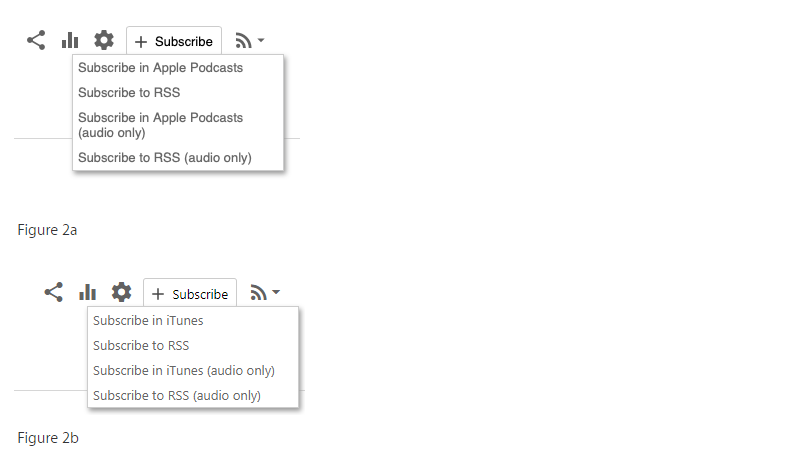 + Subscribe
Subscribe in Apple Podcasts
Subscribe to RSS
Subscribe in Apple Podcasts
(audio only)
Subscribe to RSS (audio only)
Figure 2a
+ Subscribe
Subscribe in iTunes
Subscribe to RSS
Subscribe in iTunes (audio only)
Subscribe to RSS (audio only)
Figure 2b